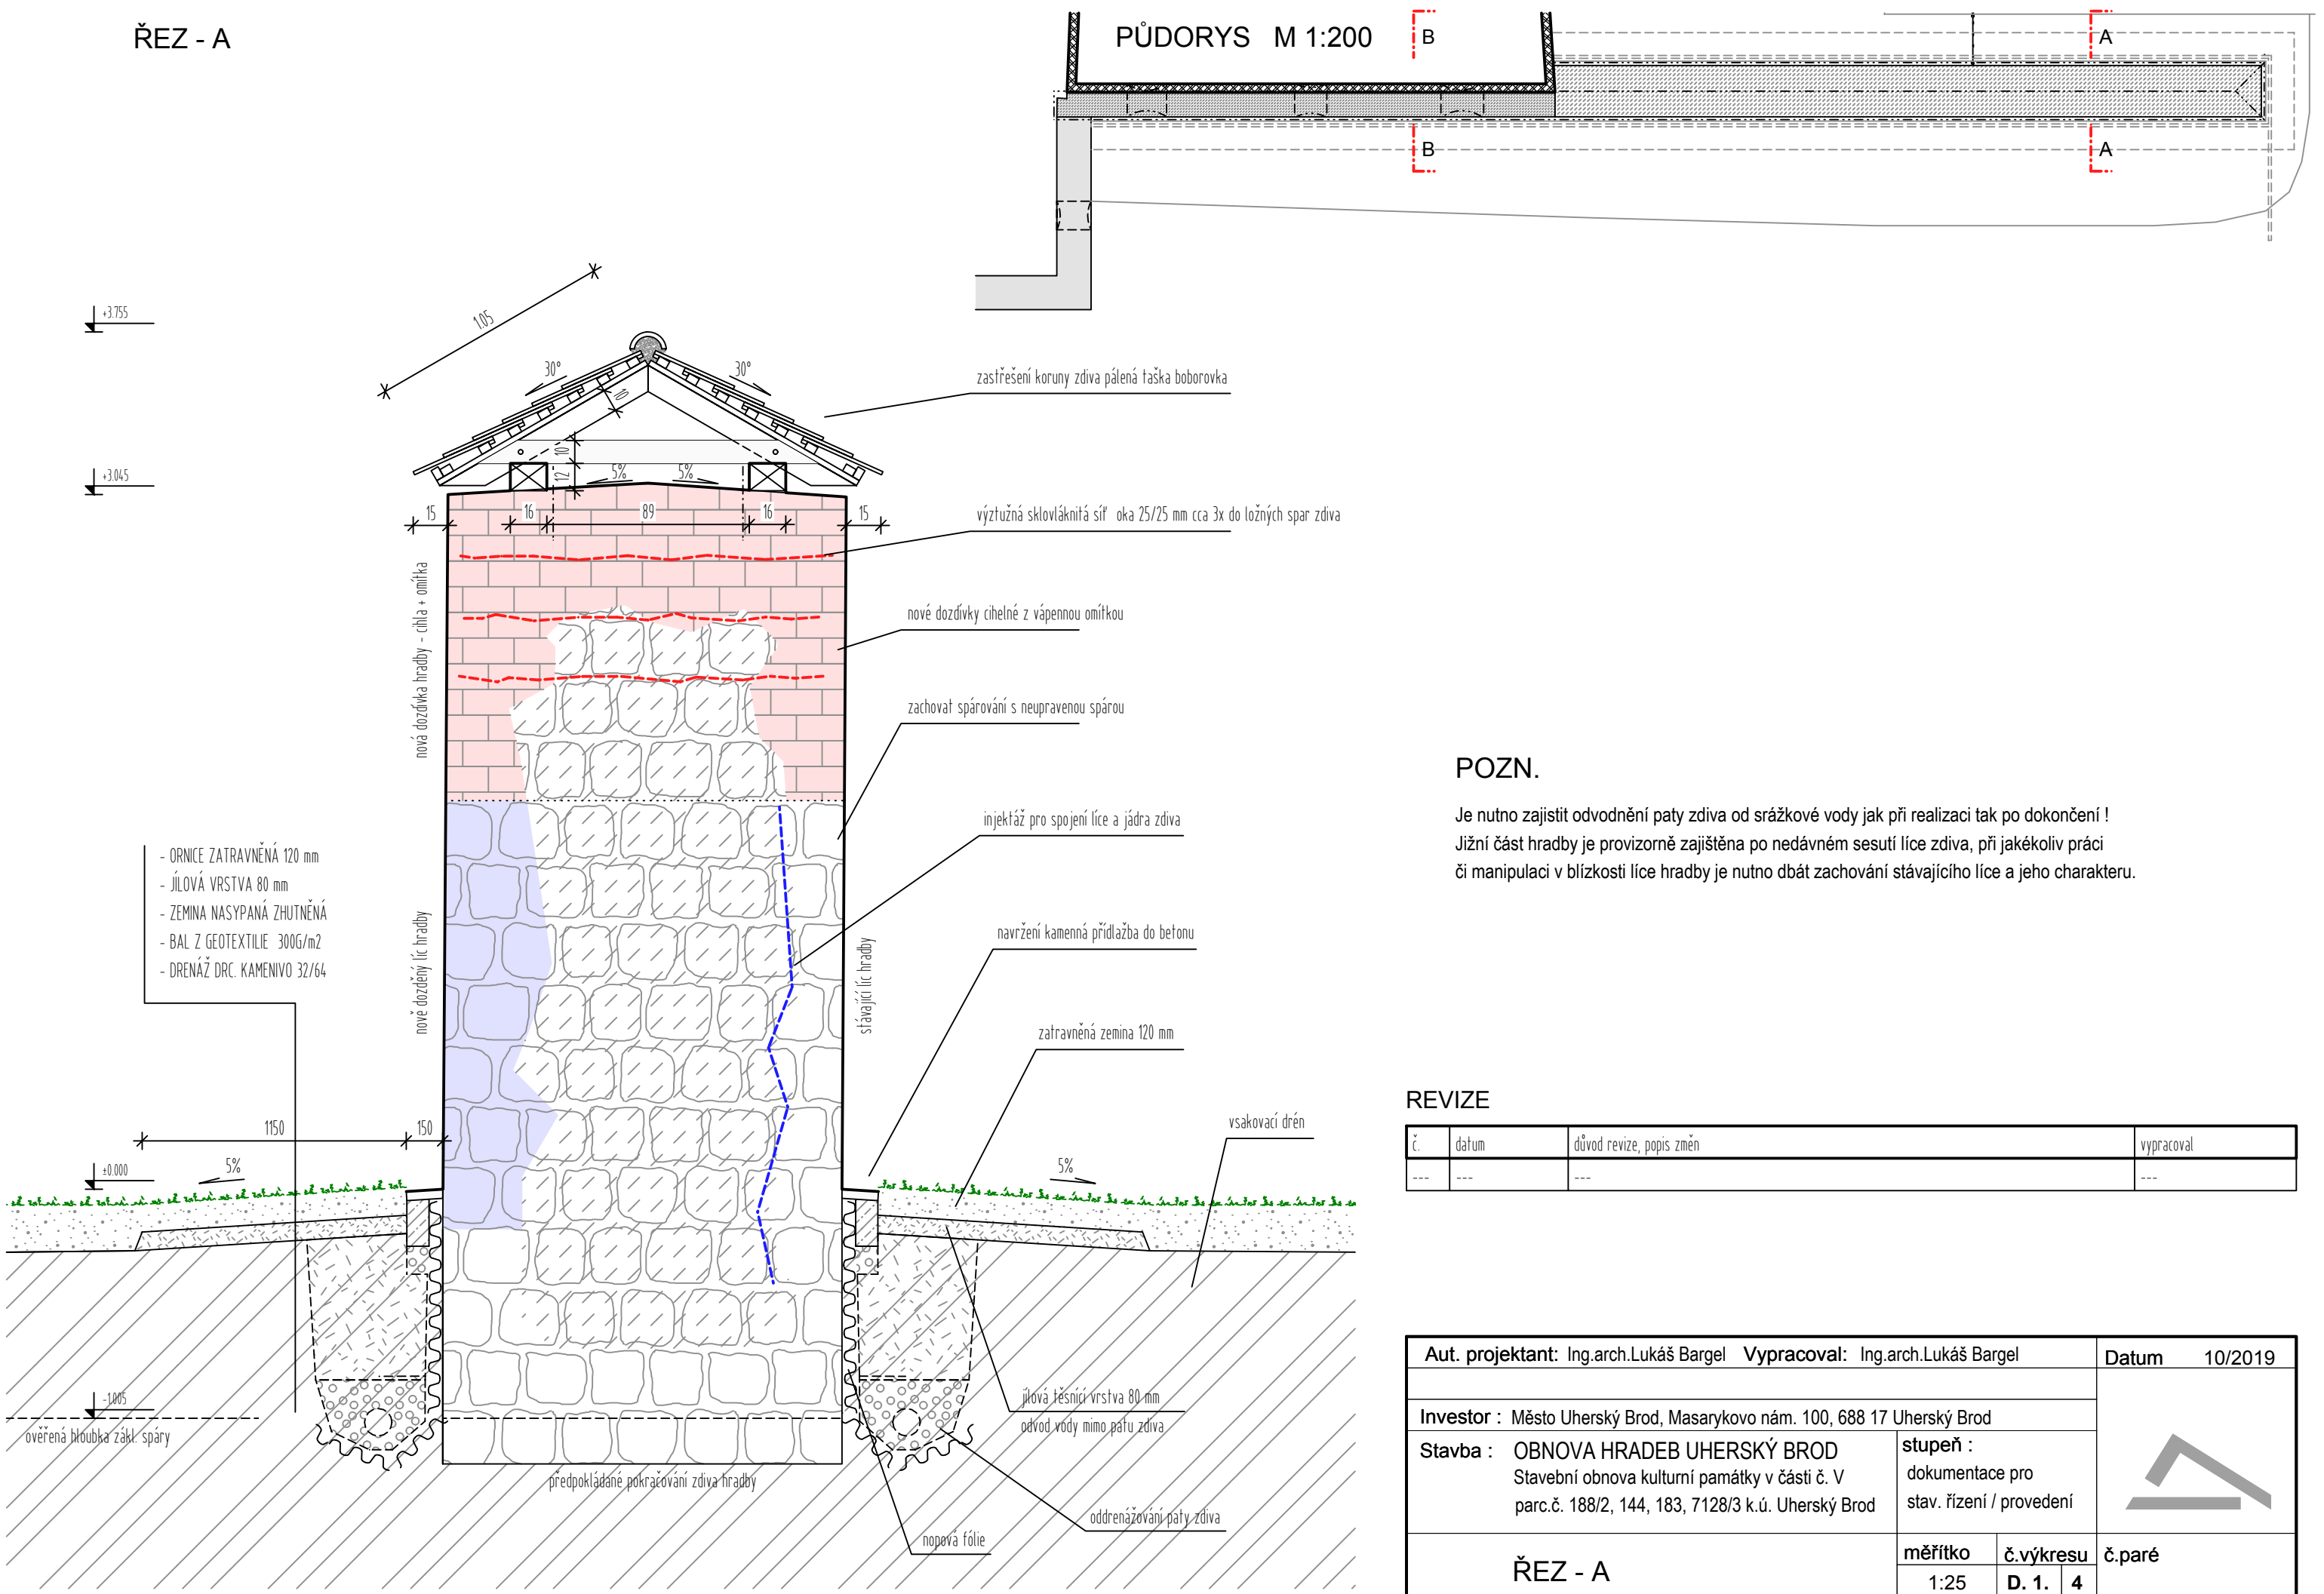 ŘEZ - A
PŮDORYS   M 1:200
B
A
B
A
+3.755
1.05
30°
30°
10
zastřešení koruny zdiva pálená taška boborovka
+3.045
10
12
5%
5%
15
16
89
16
15
výztužná sklovláknitá síť  oka 25/25 mm cca 3x do ložných spar zdiva
nová dozdívka hradby - cihla + omítka
nové dozdívky cihelné z vápennou omítkou
zachovat spárování s neupravenou spárou
injektáž pro spojení líce a jádra zdiva
POZN.
Je nutno zajistit odvodnění paty zdiva od srážkové vody jak při realizaci tak po dokončení !
Jižní část hradby je provizorně zajištěna po nedávném sesutí líce zdiva, při jakékoliv práci
či manipulaci v blízkosti líce hradby je nutno dbát zachování stávajícího líce a jeho charakteru.
- ORNICE ZATRAVNĚNÁ 120 mm
- JÍLOVÁ VRSTVA 80 mm
- ZEMINA NASYPANÁ ZHUTNĚNÁ
- BAL Z GEOTEXTILIE  300G/m2
- DRENÁŽ DRC. KAMENIVO 32/64
nově dozděný líc hradby
stávající líc hradby
navržení kamenná přídlažba do betonu
zatravněná zemina 120 mm
vsakovací drén
1150
150
±0.000
5%
5%
REVIZE
č.   datum   důvod revize, popis změn   vypracoval
---   ---   ---   ---
-1.005
ověřená hloubka zákl. spáry
jílová těsnící vrstva 80 mm
odvod vody mimo patu zdiva
předpokládané pokračování zdiva hradby
oddrenážování paty zdiva
nopová fólie
Aut. projektant: Ing.arch.Lukáš Bargel   Vypracoval: Ing.arch.Lukáš Bargel
Datum   10/2019
Investor : Město Uherský Brod, Masarykovo nám. 100, 688 17 Uherský Brod
Stavba : OBNOVA HRADEB UHERSKÝ BROD
Stavební obnova kulturní památky v části č. V
parc.č. 188/2, 144, 183, 7128/3 k.ú. Uherský Brod
stupeň :
dokumentace pro
stav. řízení / provedení
ŘEZ - A
měřítko
1:25
č.výkresu
D. 1.   4
č.paré